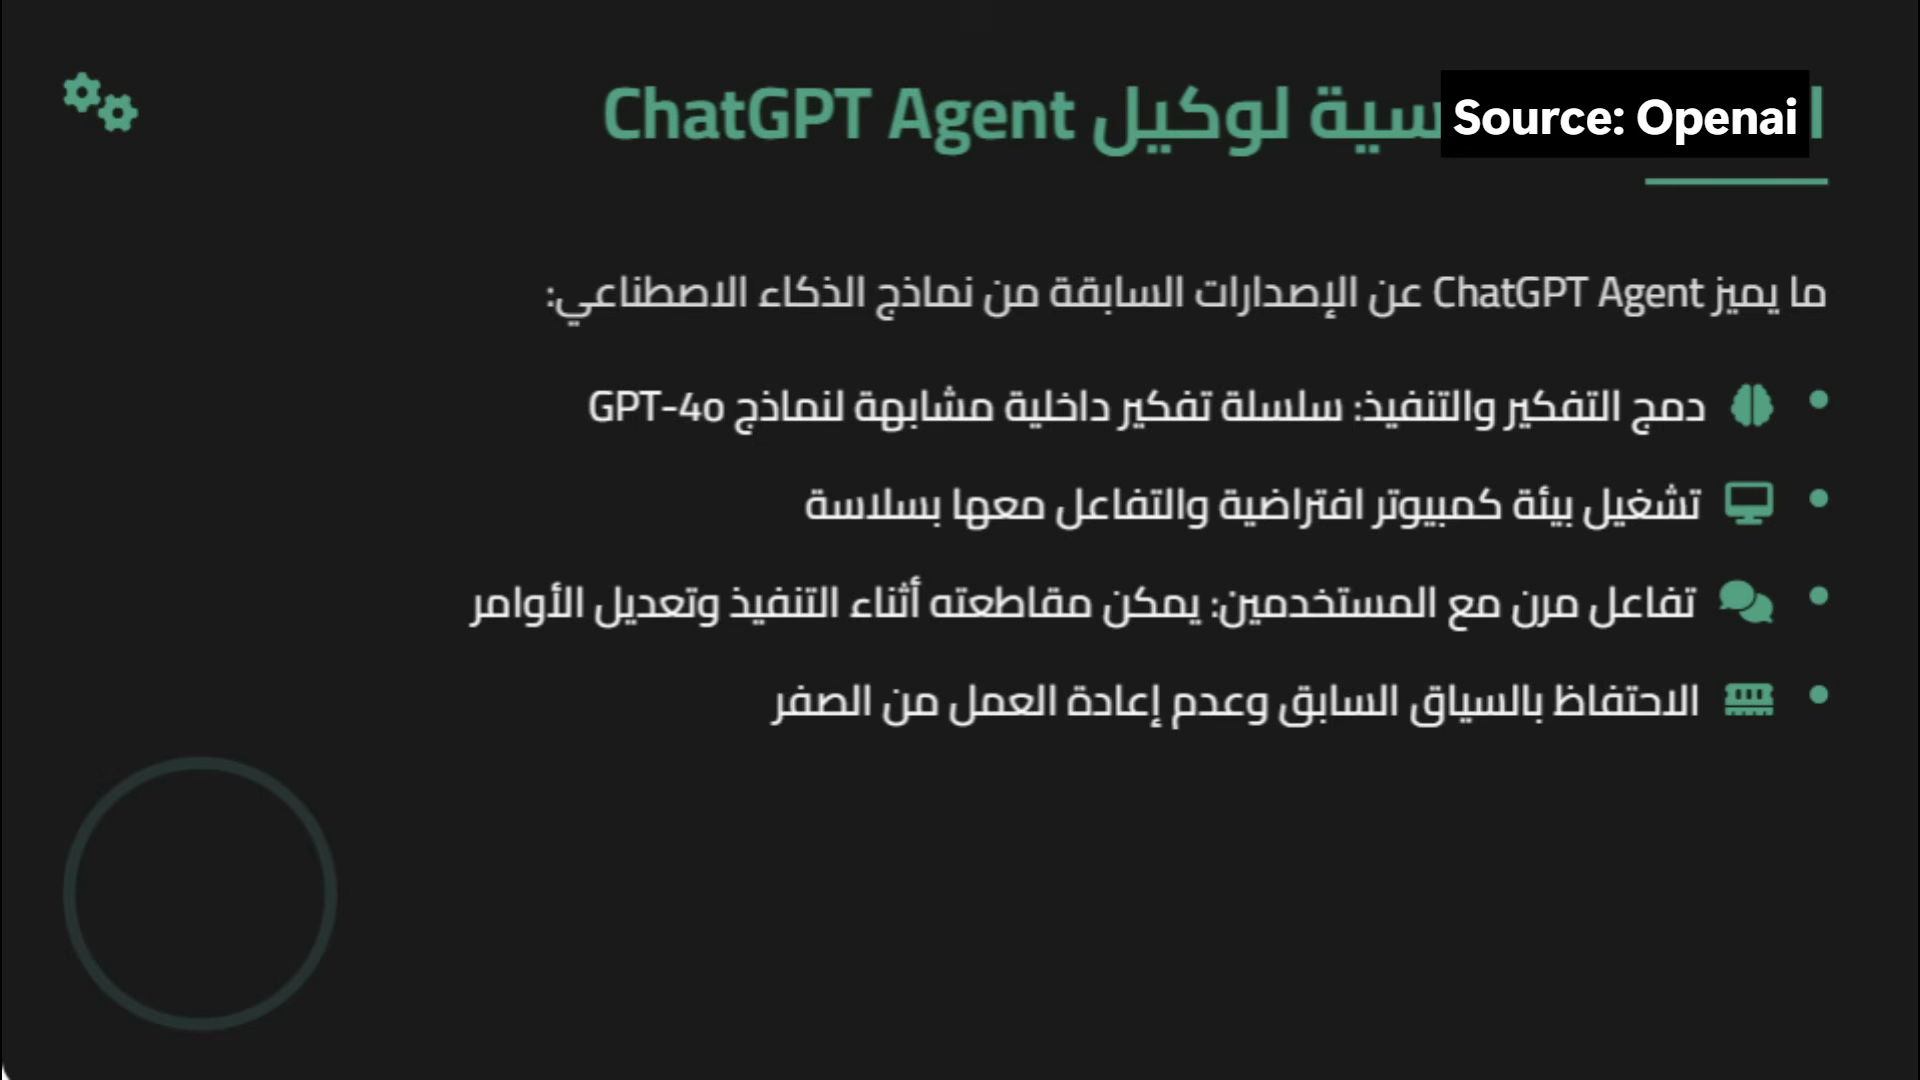 لوكيل ChatGPT Agent
Source: Openai
ما يميز ChatGPT Agent عن الإصدارات السابقة من نماذج الذكاء الاصطناعي:
دمج التفكير والتنفيذ: سلسلة تفكير داخلية مشابهة لنماذج GPT-4o
تشغيل بيئة كمبيوتر افتراضية والتفاعل معها بسلاسة
تفاعل مرن مع المستخدمين: يمكن مقاطعته أثناء التنفيذ وتعديل الأوامر
الاحتفاظ بالسياق السابق وعدم إعادة العمل من الصفر